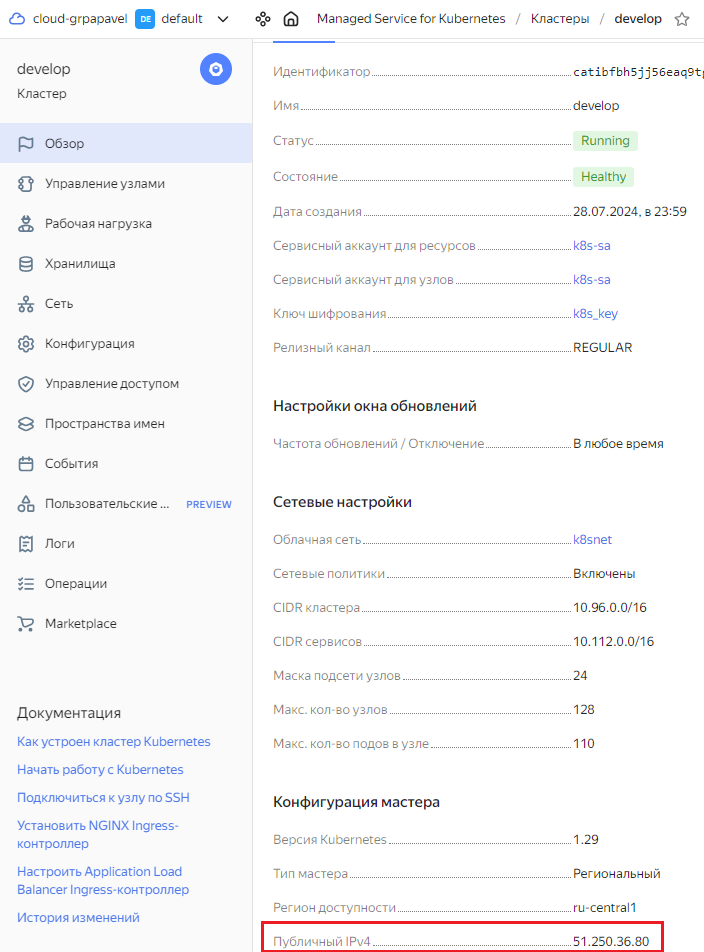 cloud-grpapavel DE default Managed Service for Kubernetes / Кластеры / develop
develop
Кластер
Обзор
Управление узлами
Рабочая нагрузка
Хранилища
Сеть
Конфигурация
Управление доступом
Пространства имен
События
Пользовательские ... PREVIEW
Логи
Операции
Marketplace
Документация
Как устроен кластер Kubernetes
Начать работу с Kubernetes
Подключиться к узлу по SSH
Установить NGINX Ingress-
контроллер
Настроить Application Load
Balancer Ingress-контроллер
История изменений
Идентификатор catibfbh5jj56eaq9t
Имя develop
Статус Running
Состояние Healthy
Дата создания 28.07.2024, в 23:59
Сервисный аккаунт для ресурсов k8s-sa
Сервисный аккаунт для узлов k8s-sa
Ключ шифрования k8s_key
Релизный канал REGULAR
Настройки окна обновлений
Частота обновлений / Отключение В любое время
Сетевые настройки
Облачная сеть k8snet
Сетевые политики Включены
CIDR кластера 10.96.0.0/16
CIDR сервисов 10.112.0.0/16
Маска подсети узлов 24
Макс. кол-во узлов 128
Макс. кол-во подов в узле 110
Конфигурация мастера
Версия Kubernetes 1.29
Тип мастера Региональный
Регион доступности ru-central1
Публичный IPv4 51.250.36.80